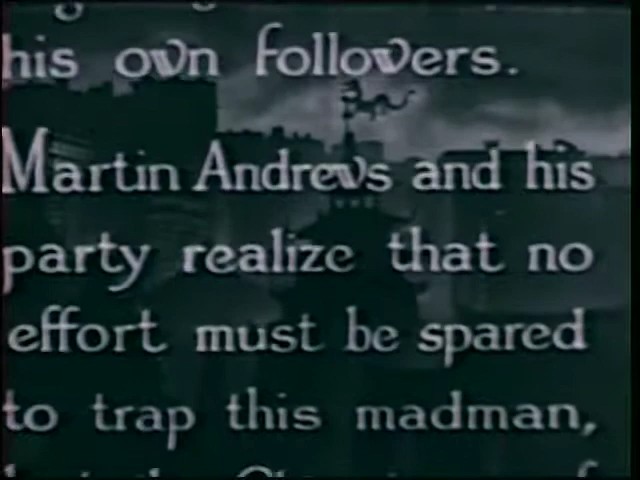 his own followers.
Martin Andrews and his
party realize that no
effort must be spared
to trap this madman,